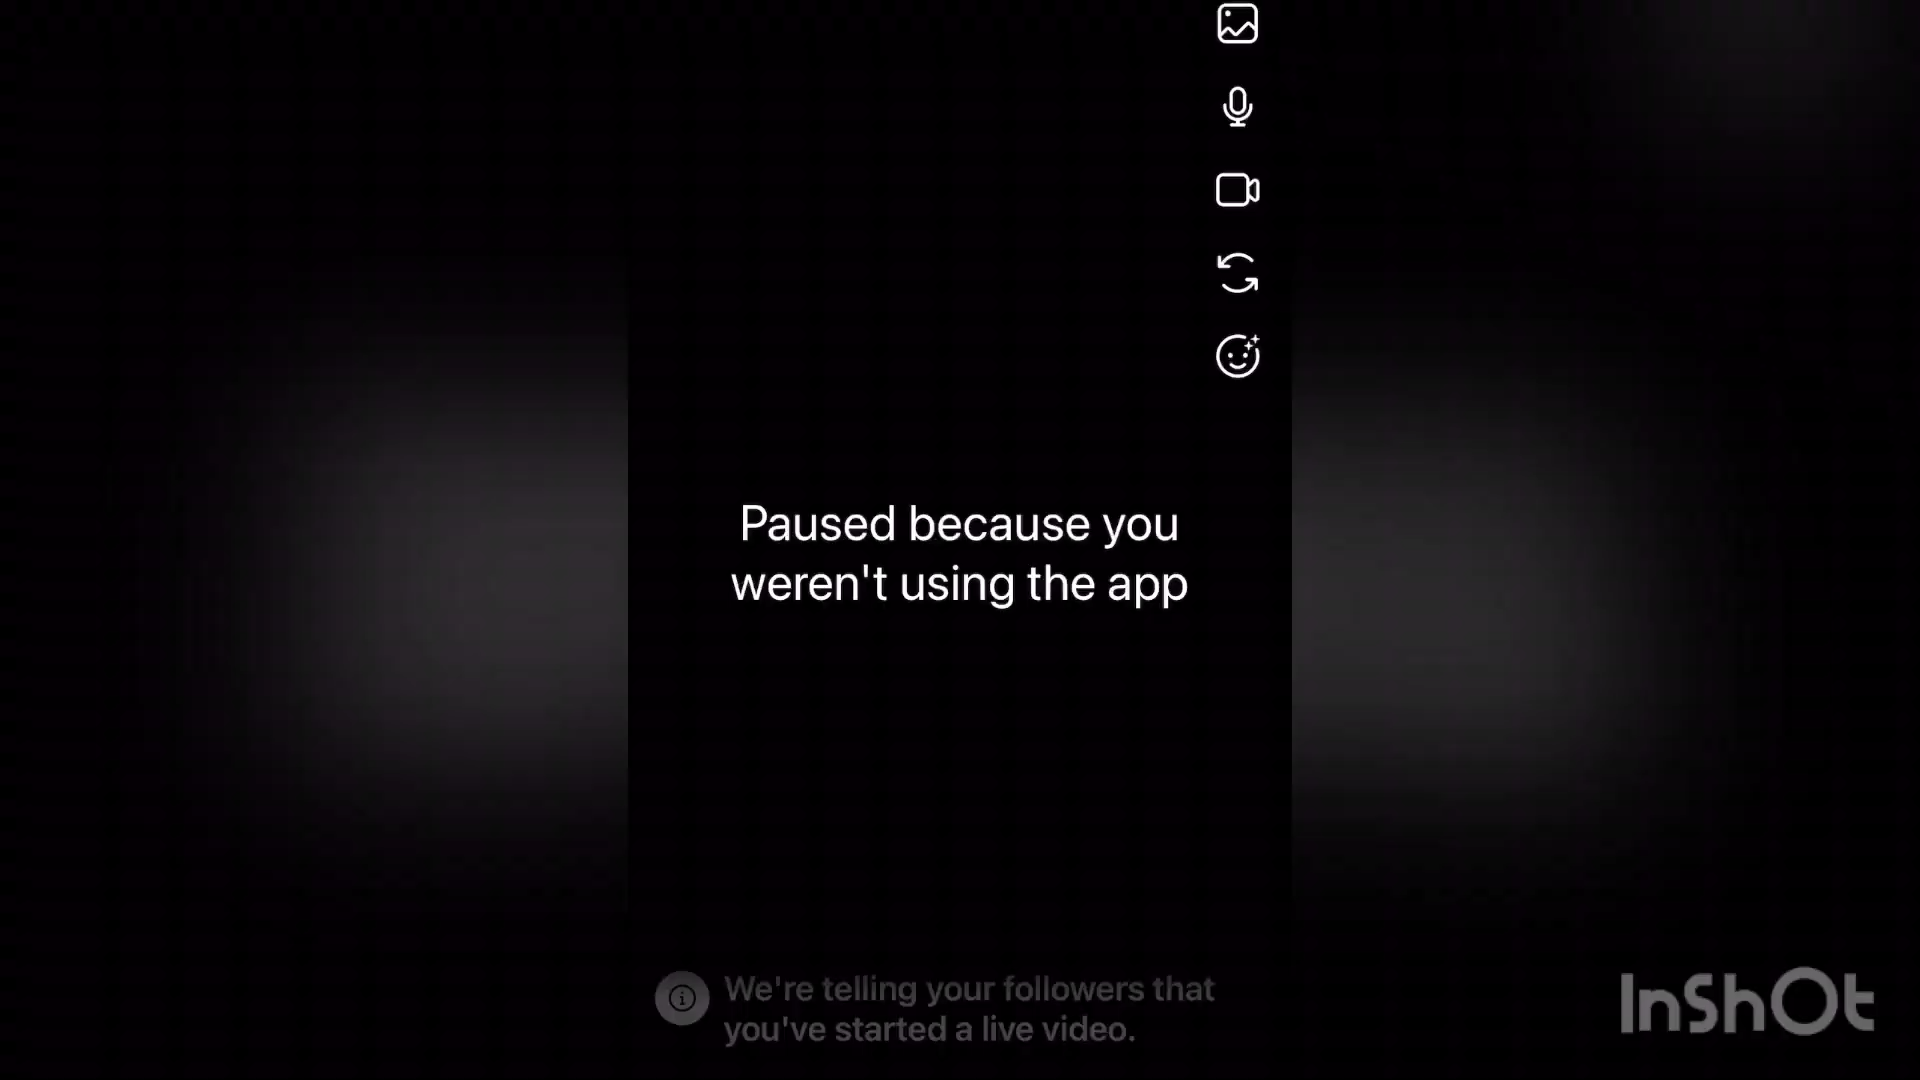 Paused because you
weren't using the app
We're telling your followers that
you've started a live video.
InShOt